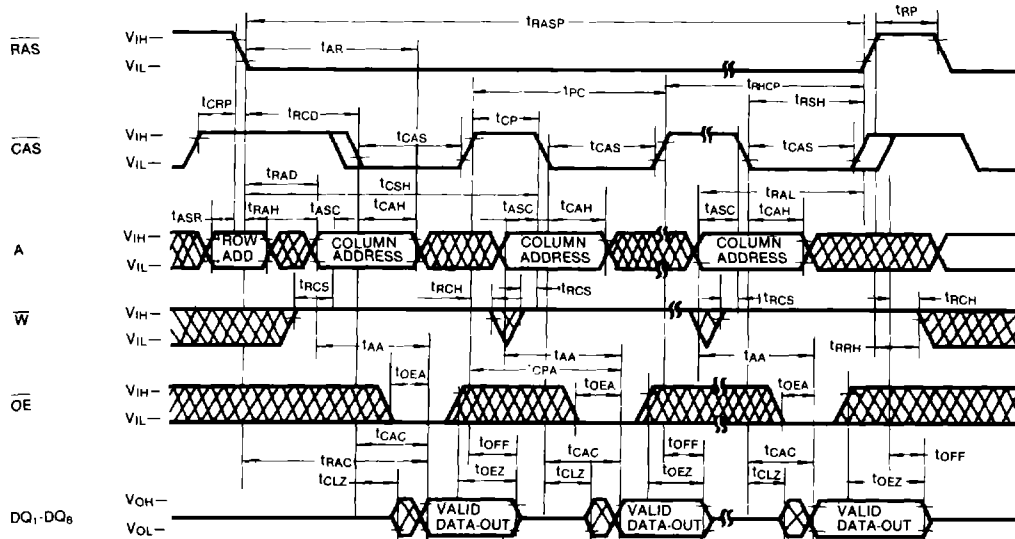 tRASP
tRP
RAS
VIH
VIL
tAR
tPC
tRHCP
tRSH
tCRP
tRCD
tCP
CAS
VIH
VIL
tCAS
tCAS
tCAS
tRAD
tCSH
tRAL
tASR
tRAH
tASC
tCAH
tASC
tCAH
tASC
tCAH
A
VIH
VIL
ROW ADD
COLUMN ADDRESS
COLUMN ADDRESS
COLUMN ADDRESS
tRCS
tRCH
tRCS
tRCS
tRCH
W
VIH
VIL
tAA
tAA
tAA
tRRH
tCPA
tOEA
tOEA
tOEA
OE
VIH
VIL
tCAC
tOFF
tCAC
tOFF
tCAC
tOFF
tRAC
tCLZ
tOEZ
tCLZ
tOEZ
tCLZ
tOEZ
DQ1-DQ8
VOH
VOL
VALID DATA-OUT
VALID DATA-OUT
VALID DATA-OUT